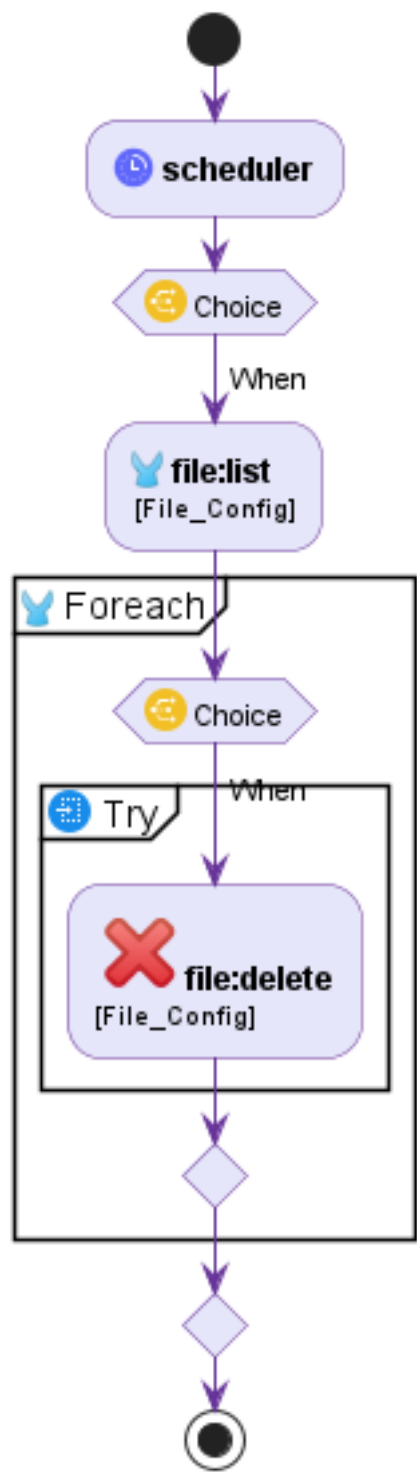 scheduler
Choice
When
file:list
[File_Config]
Foreach
Choice
When
Try
file:delete
[File_Config]